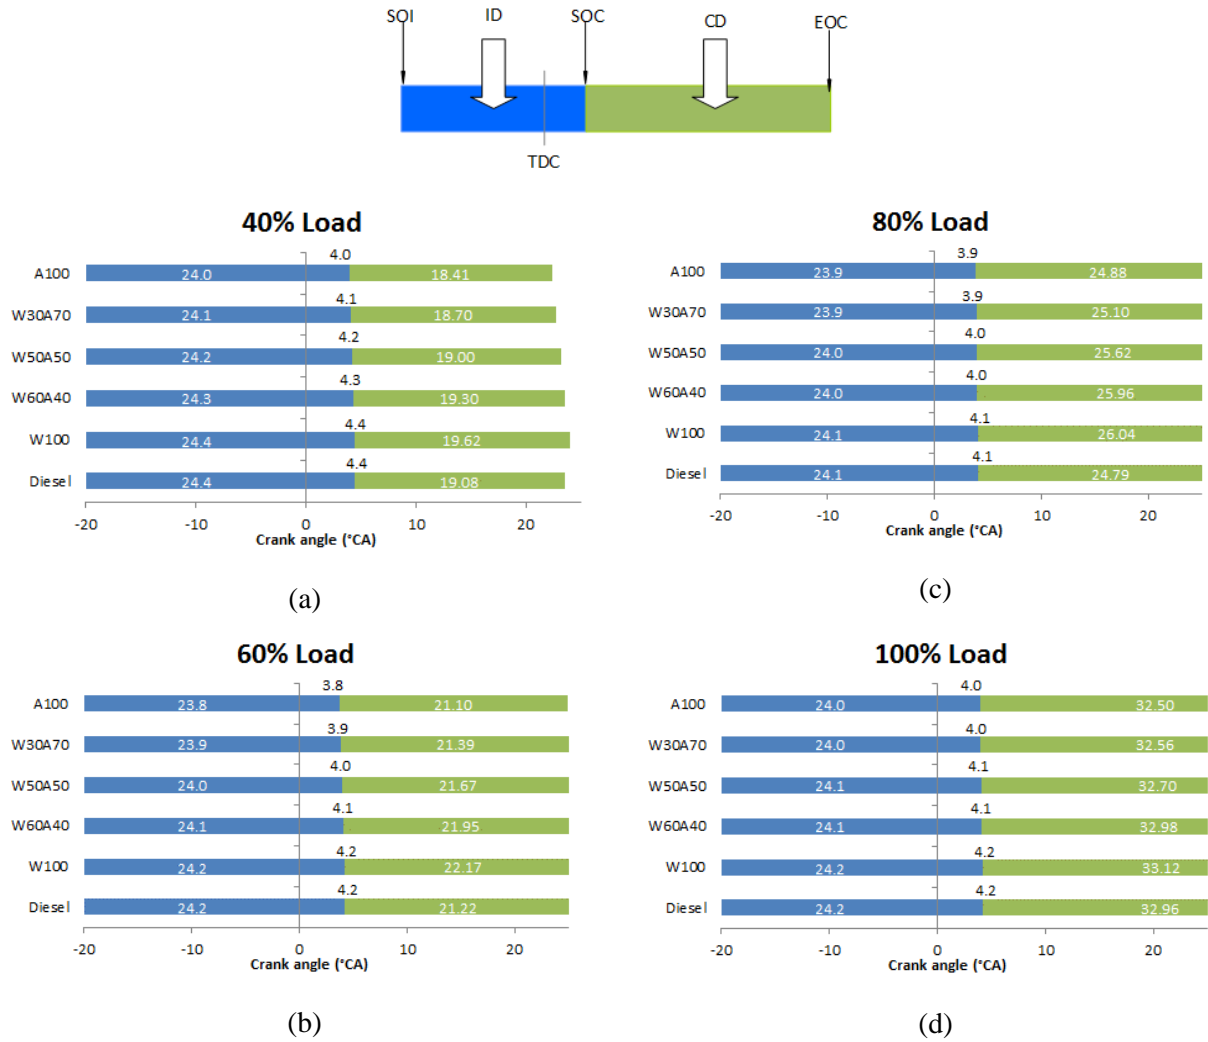 SOI ID SOC CD EOC
TDC
40% Load
4.0
A100 24.0 18.41
4.1
W30A70 24.1 18.70
4.2
W50A50 24.2 19.00
4.3
W60A40 24.3 19.30
4.4
W100 24.4 19.62
4.4
Diesel 24.4 19.08
-20 -10 0 10 20
Crank angle (°CA)
(a)
80% Load
3.9
A100 23.9 24.88
3.9
W30A70 23.9 25.10
4.0
W50A50 24.0 25.62
4.0
W60A40 24.0 25.96
4.1
W100 24.1 26.04
4.1
Diesel 24.1 24.79
-20 -10 0 10 20
Crank angle (°CA)
(c)
60% Load
3.8
A100 23.8 21.10
3.9
W30A70 23.9 21.39
4.0
W50A50 24.0 21.67
4.1
W60A40 24.1 21.95
4.2
W100 24.2 22.17
4.2
Diesel 24.2 21.22
-20 -10 0 10 20
Crank angle (°CA)
(b)
100% Load
4.0
A100 24.0 32.50
4.0
W30A70 24.0 32.56
4.1
W50A50 24.1 32.70
4.1
W60A40 24.1 32.98
4.2
W100 24.2 33.12
4.2
Diesel 24.2 32.96
-20 -10 0 10 20
Crank angle (°CA)
(d)